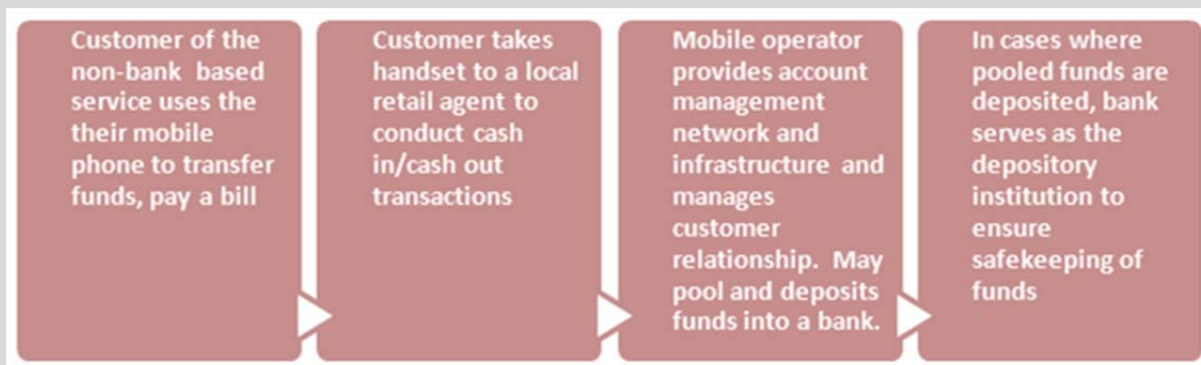 Customer of the
non-bank based
service uses the
their mobile
phone to transfer
funds, pay a bill
Customer takes
handset to a local
retail agent to
conduct cash
in/cash out
transactions
Mobile operator
provides account
management
network and
infrastructure and
manages
customer
relationship. May
pool and deposits
funds into a bank.
In cases where
pooled funds are
deposited, bank
serves as the
depository
institution to
ensure
safekeeping of
funds